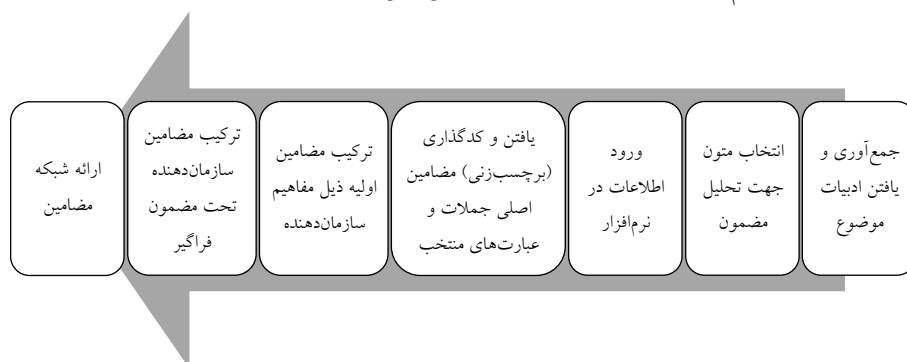 جمع‌آوری و
یافتن ادبیات
موضوع
انتخاب متون
جهت تحلیل
مضمون
ورود
اطلاعات در
نرم‌افزار
یافتن و کدگذاری
(برچسب‌زنی) مضامین
اصلی جملات و
عبارت‌های منتخب
ترکیب مضامین
اولیه ذیل مفاهیم
سازمان‌دهنده
ترکیب مضامین
سازمان‌دهنده
تحت مضمون
فراگیر
ارائه شبکه
مضامین